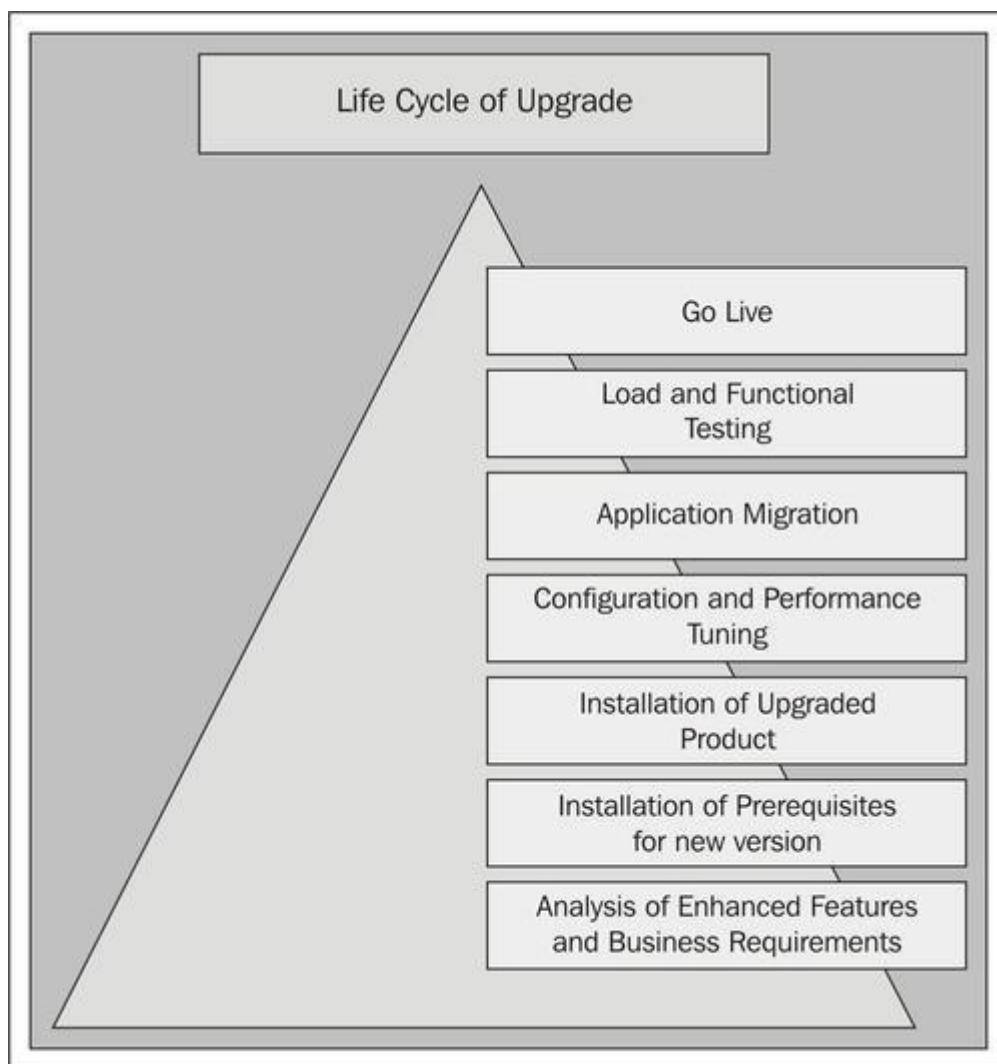 Life Cycle of Upgrade
Go Live
Load and Functional
Testing
Application Migration
Configuration and Performance
Tuning
Installation of Upgraded
Product
Installation of Prerequisites
for new version
Analysis of Enhanced Features
and Business Requirements